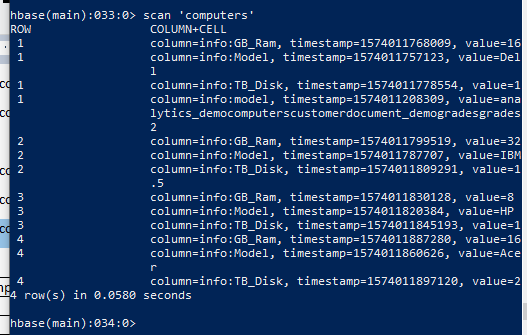 hbase(main):033:0> scan 'computers'
ROW COLUMN+CELL
1 column=info:GB_Ram, timestamp=1574011768009, value=16
1 column=info:Model, timestamp=1574011757123, value=Del
l
1 column=info:TB_Disk, timestamp=1574011778554, value=1
1 column=info:model, timestamp=1574011208309, value=ana
lytics_democomputerscustomerdocument_demogradesgrades
2
2 column=info:GB_Ram, timestamp=1574011799519, value=32
2 column=info:Model, timestamp=1574011787707, value=IBM
2 column=info:TB_Disk, timestamp=1574011809291, value=1
.5
3 column=info:GB_Ram, timestamp=1574011830128, value=8
3 column=info:Model, timestamp=1574011820384, value=HP
3 column=info:TB_Disk, timestamp=1574011845193, value=1
4 column=info:GB_Ram, timestamp=1574011887280, value=16
4 column=info:Model, timestamp=1574011860626, value=Ace
r
4 column=info:TB_Disk, timestamp=1574011897120, value=2
4 row(s) in 0.0580 seconds
hbase(main):034:0>